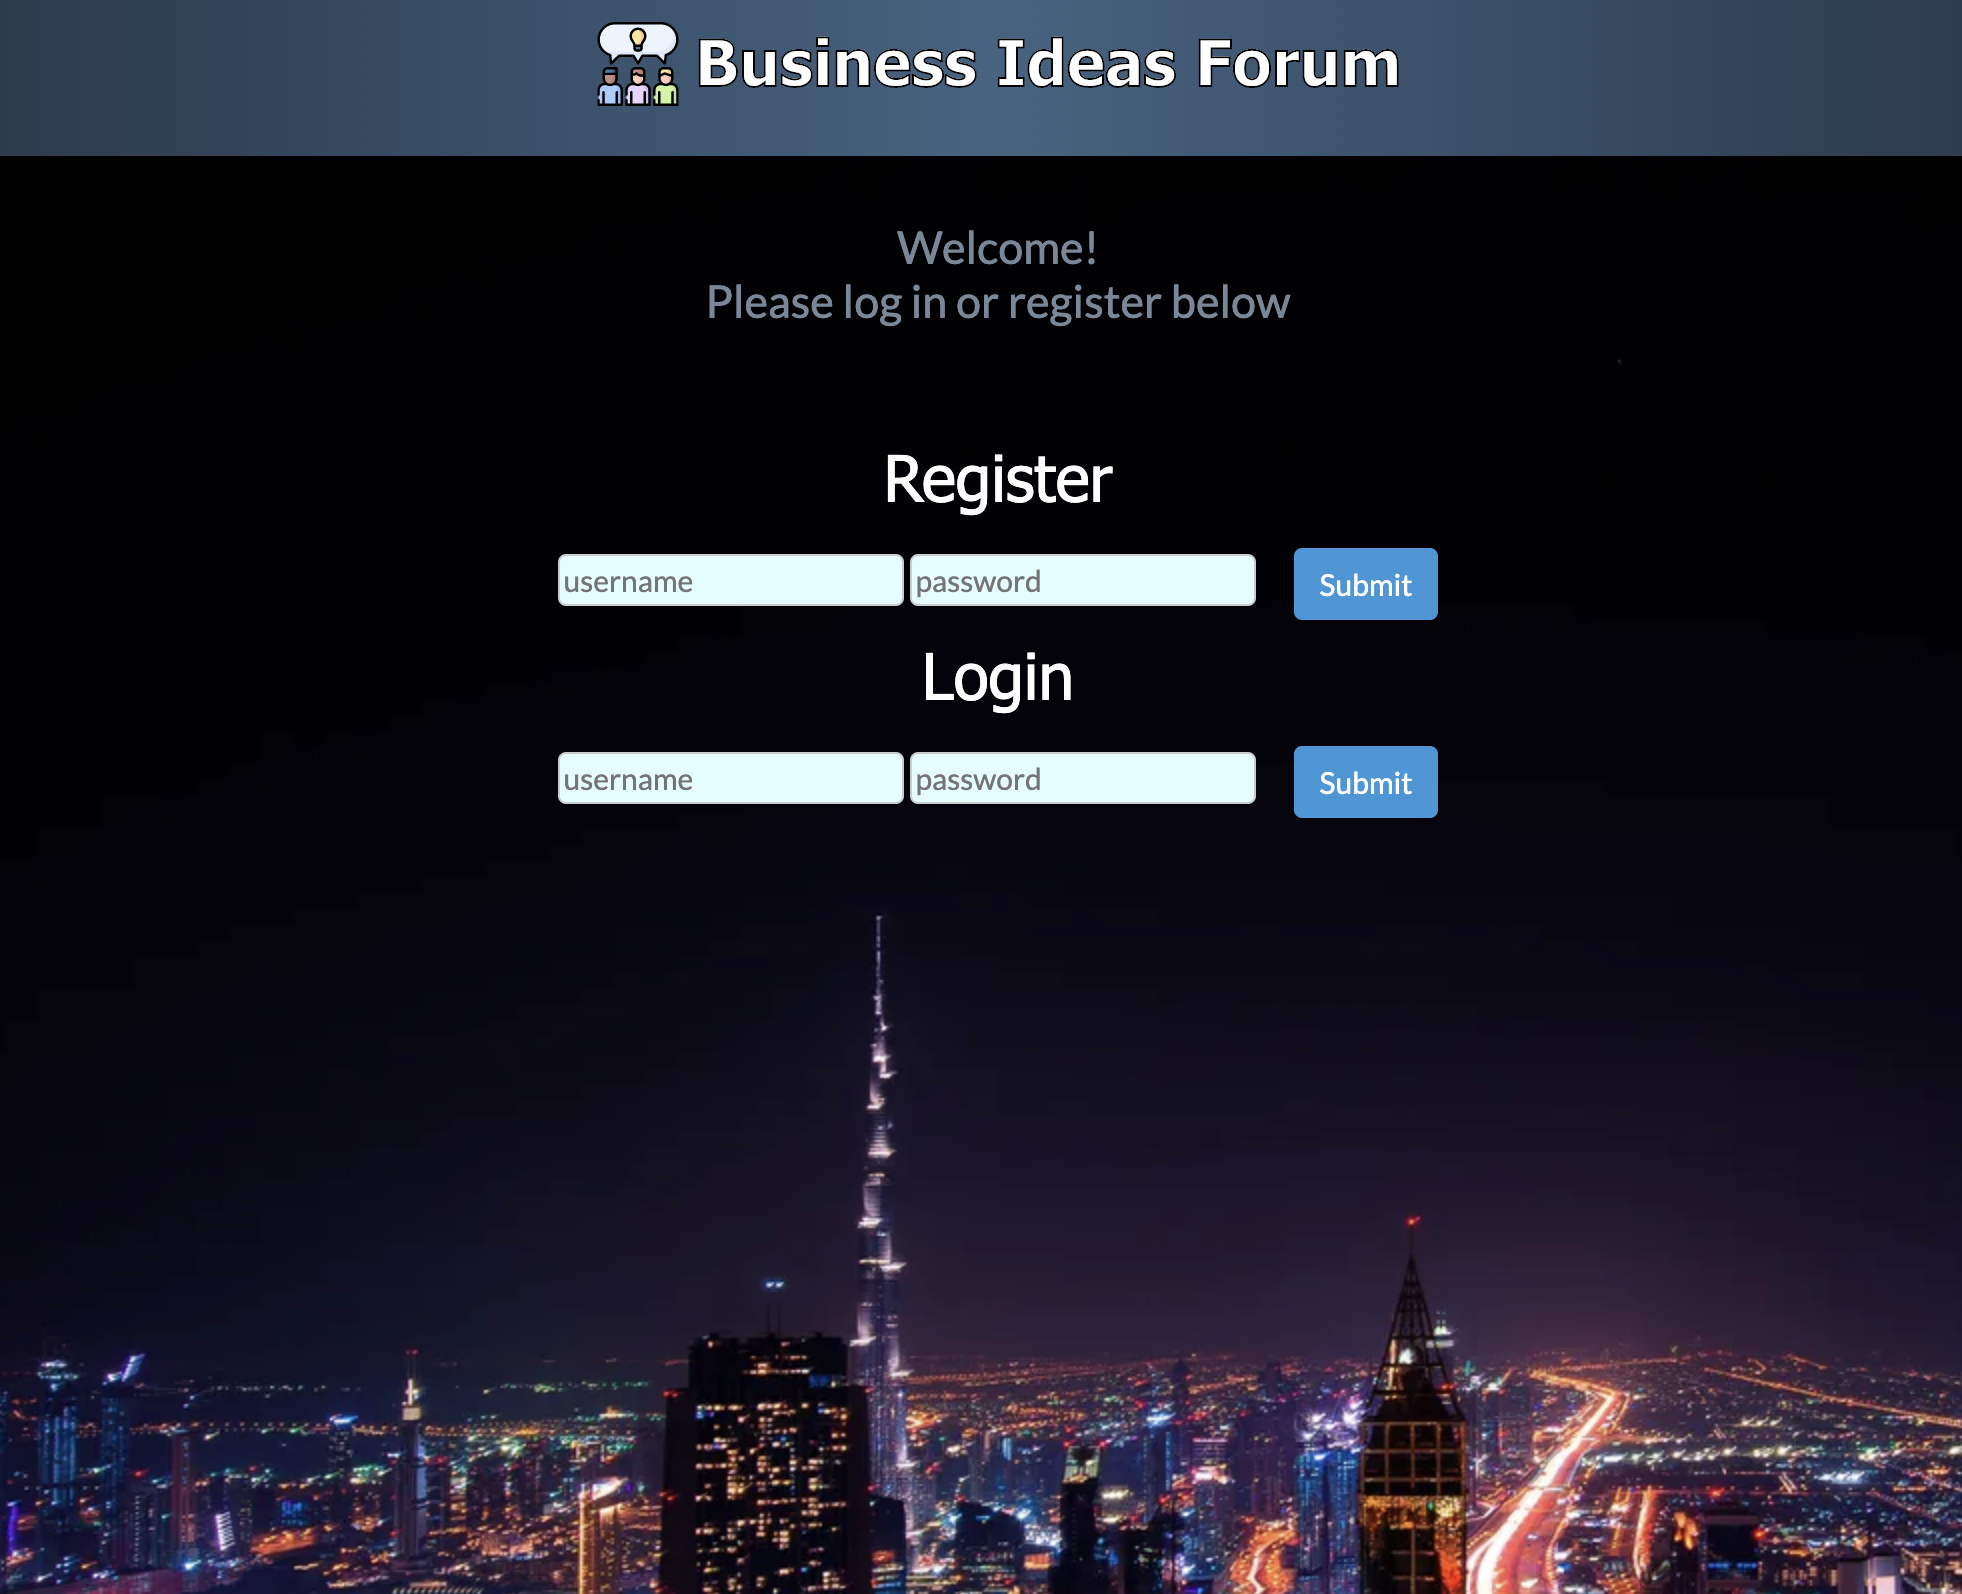 Business Ideas Forum
Welcome!
Please log in or register below
Register
username password Submit
Login
username password Submit